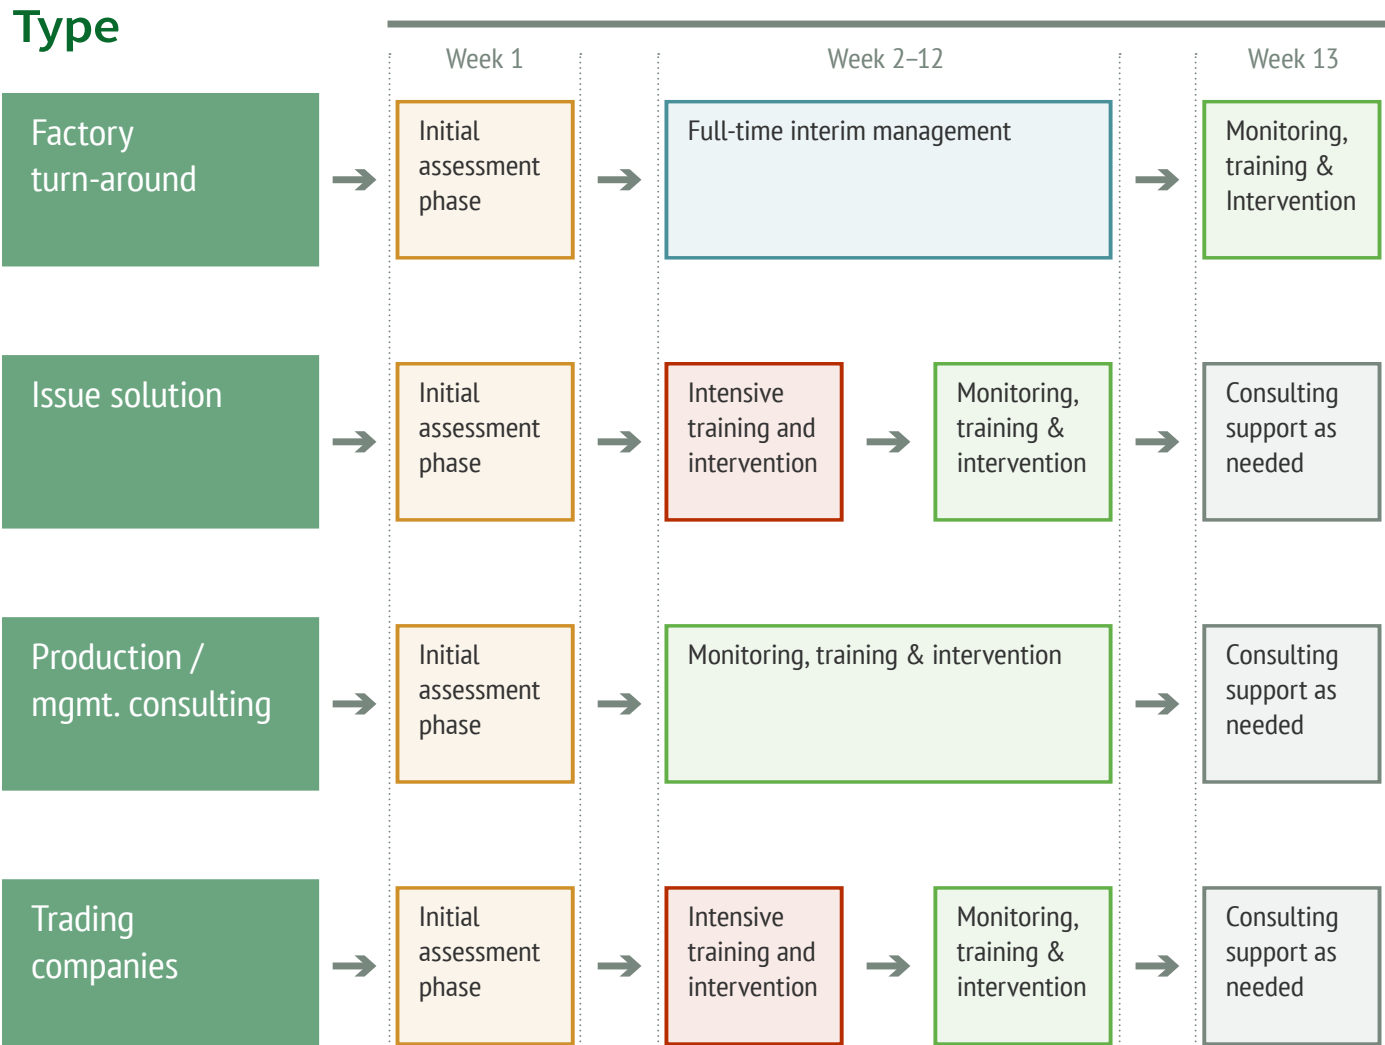 Type
Week 1
Week 2–12
Week 13
Factory
turn-around
Initial
assessment
phase
Full-time interim management
Monitoring,
training &
Intervention
Issue solution
Initial
assessment
phase
Intensive
training and
intervention
Monitoring,
training &
intervention
Consulting
support as
needed
Production /
mgmt. consulting
Initial
assessment
phase
Monitoring, training & intervention
Consulting
support as
needed
Trading
companies
Initial
assessment
phase
Intensive
training and
intervention
Monitoring,
training &
intervention
Consulting
support as
needed